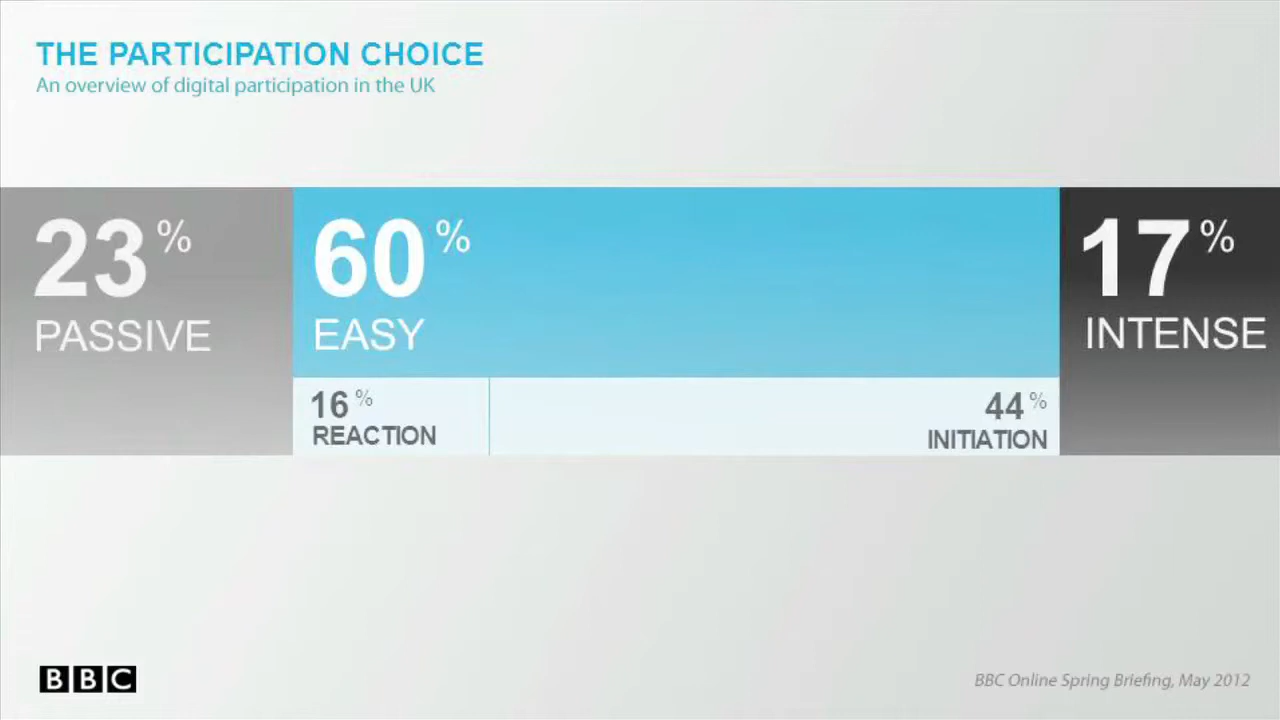 THE PARTICIPATION CHOICE
An overview of digital participation in the UK
23%
PASSIVE
60%
EASY
17%
INTENSE
16%
REACTION
44%
INITIATION
BBC
BBC Online Spring Briefing, May 2012